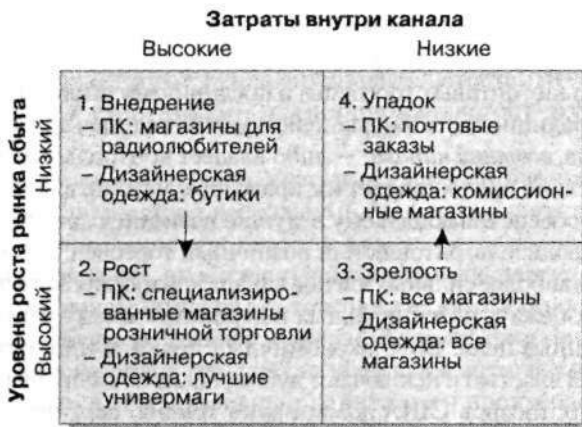 Затраты внутри канала
Высокие
Низкие
Уровень роста рынка сбыта
Низкий
Высокий
1. Внедрение
– ПК: магазины для
радиолюбителей
– Дизайнерская
одежда: бутики
4. Упадок
– ПК: почтовые
заказы
– Дизайнерская
одежда: комиссион-
ные магазины
2. Рост
– ПК: специализиро-
ванные магазины
розничной торговли
– Дизайнерская
одежда: лучшие
универмаги
3. Зрелость
– ПК: все магазины
– Дизайнерская
одежда: все
магазины